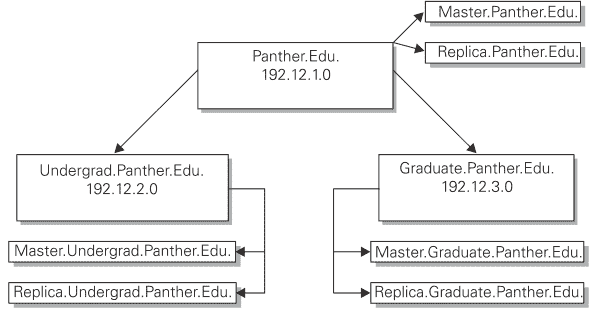 Master.Panther.Edu.
Panther.Edu.
192.12.1.0
Replica.Panther.Edu.
Undergrad.Panther.Edu.
192.12.2.0
Graduate.Panther.Edu.
192.12.3.0
Master.Undergrad.Panther.Edu.
Master.Graduate.Panther.Edu.
Replica.Undergrad.Panther.Edu.
Replica.Graduate.Panther.Edu.